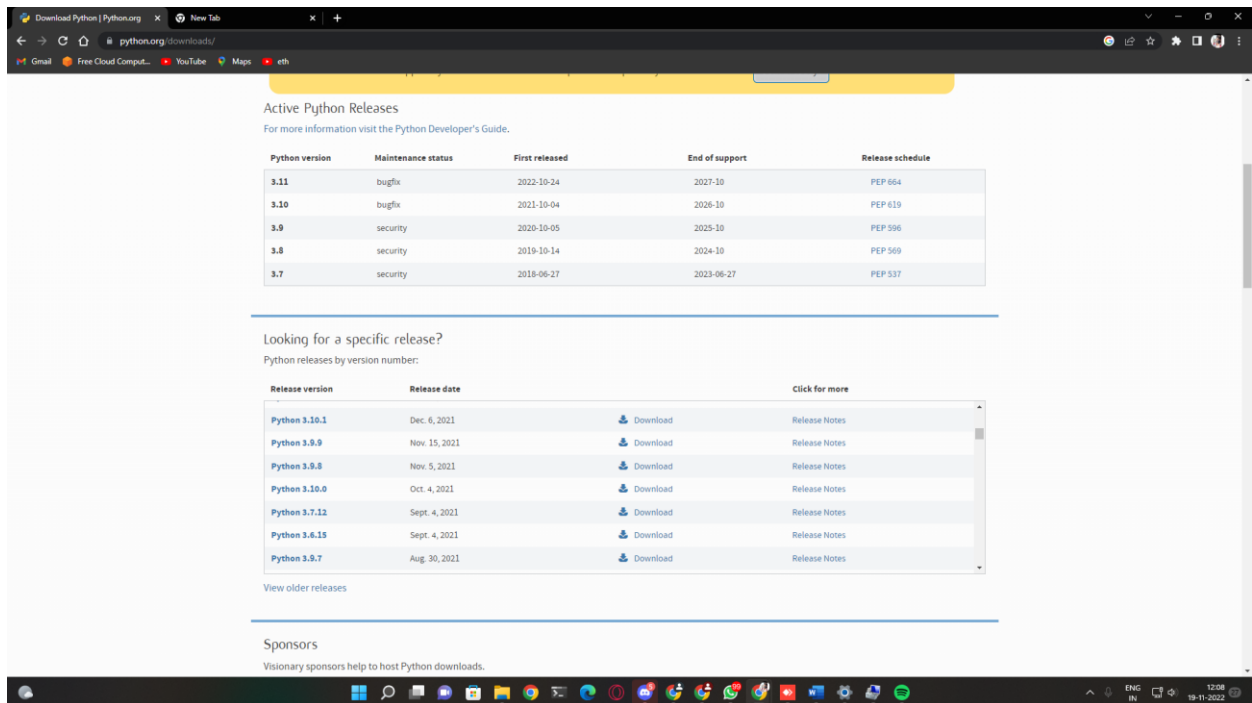 Download Python | Python.org
New Tab
python.org/downloads/
Gmail Free Cloud Comput... YouTube Maps eth
Active Python Releases
For more information visit the Python Developer's Guide.
Python version Maintenance status First released End of support Release schedule
3.11 bugfix 2022-10-24 2027-10 PEP 664
3.10 bugfix 2021-10-04 2026-10 PEP 619
3.9 security 2020-10-05 2025-10 PEP 596
3.8 security 2019-10-14 2024-10 PEP 569
3.7 security 2018-06-27 2023-06-27 PEP 537
Looking for a specific release?
Python releases by version number:
Release version Release date Click for more
Python 3.10.1 Dec. 6, 2021 Download Release Notes
Python 3.9.9 Nov. 15, 2021 Download Release Notes
Python 3.9.8 Nov. 5, 2021 Download Release Notes
Python 3.10.0 Oct. 4, 2021 Download Release Notes
Python 3.7.12 Sept. 4, 2021 Download Release Notes
Python 3.6.15 Sept. 4, 2021 Download Release Notes
Python 3.9.7 Aug. 30, 2021 Download Release Notes
View older releases
Sponsors
Visionary sponsors help to host Python downloads.
ENG 12:08
IN 19-11-2022